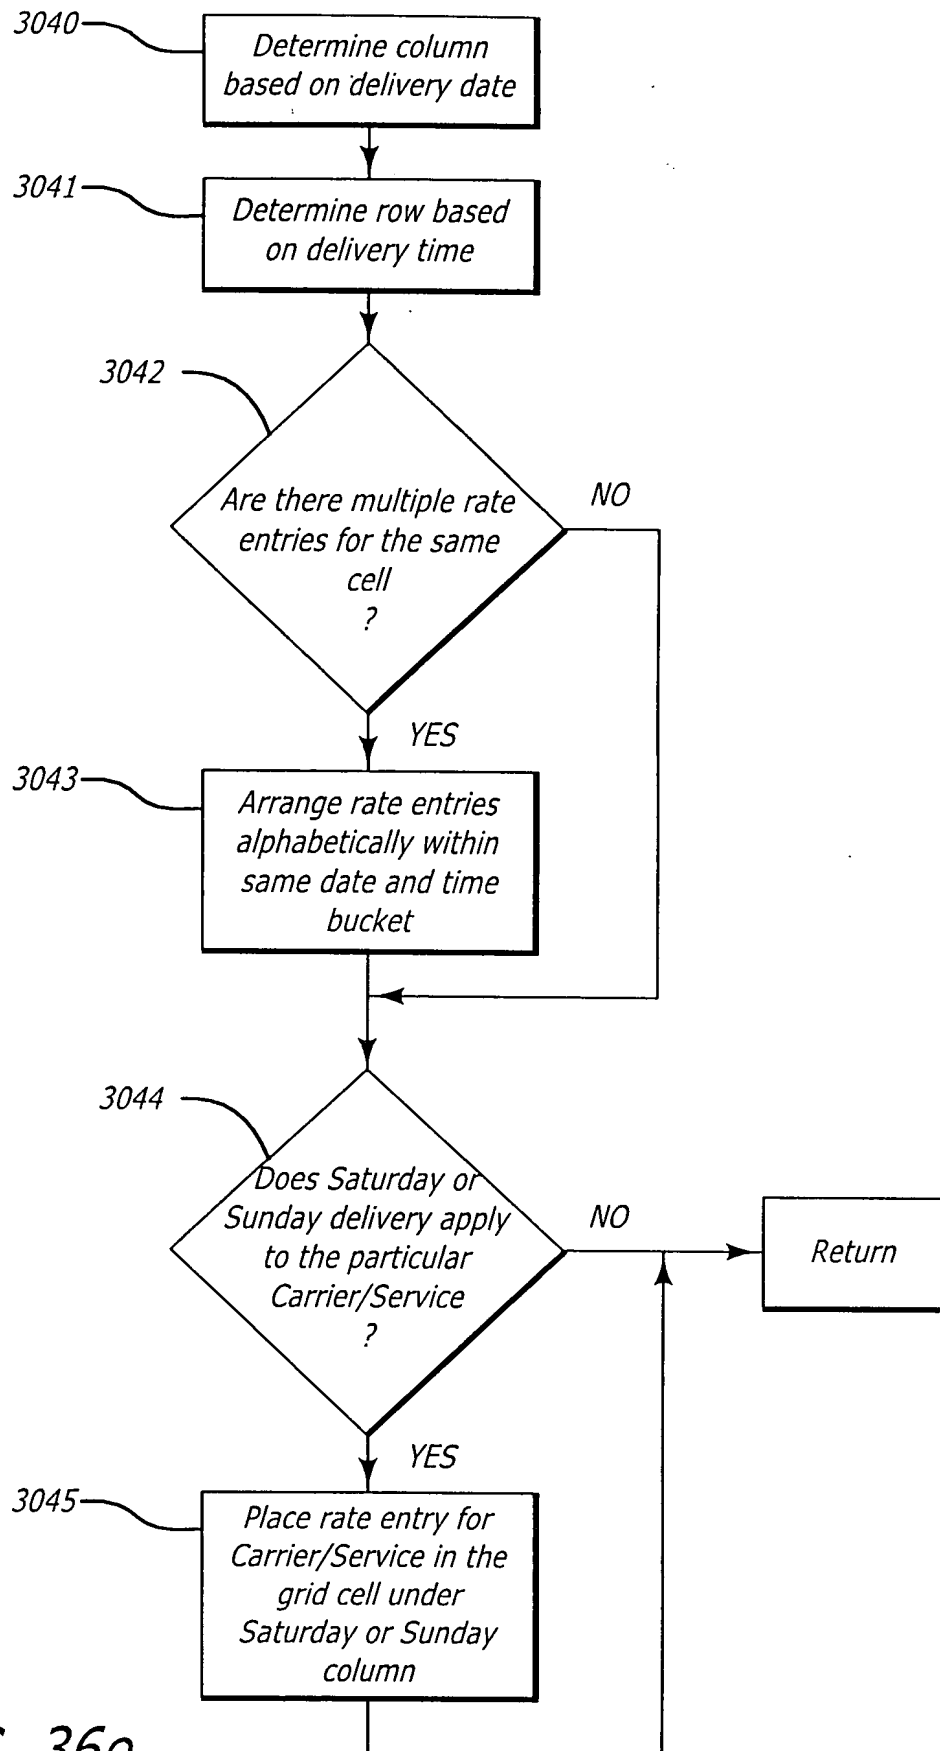 3040
Determine column
based on delivery date
3041
Determine row based
on delivery time
3042
Are there multiple rate
entries for the same
cell
?
NO
YES
3043
Arrange rate entries
alphabetically within
same date and time
bucket
3044
Does Saturday or
Sunday delivery apply
to the particular
Carrier/Service
?
NO
Return
YES
3045
Place rate entry for
Carrier/Service in the
grid cell under
Saturday or Sunday
column